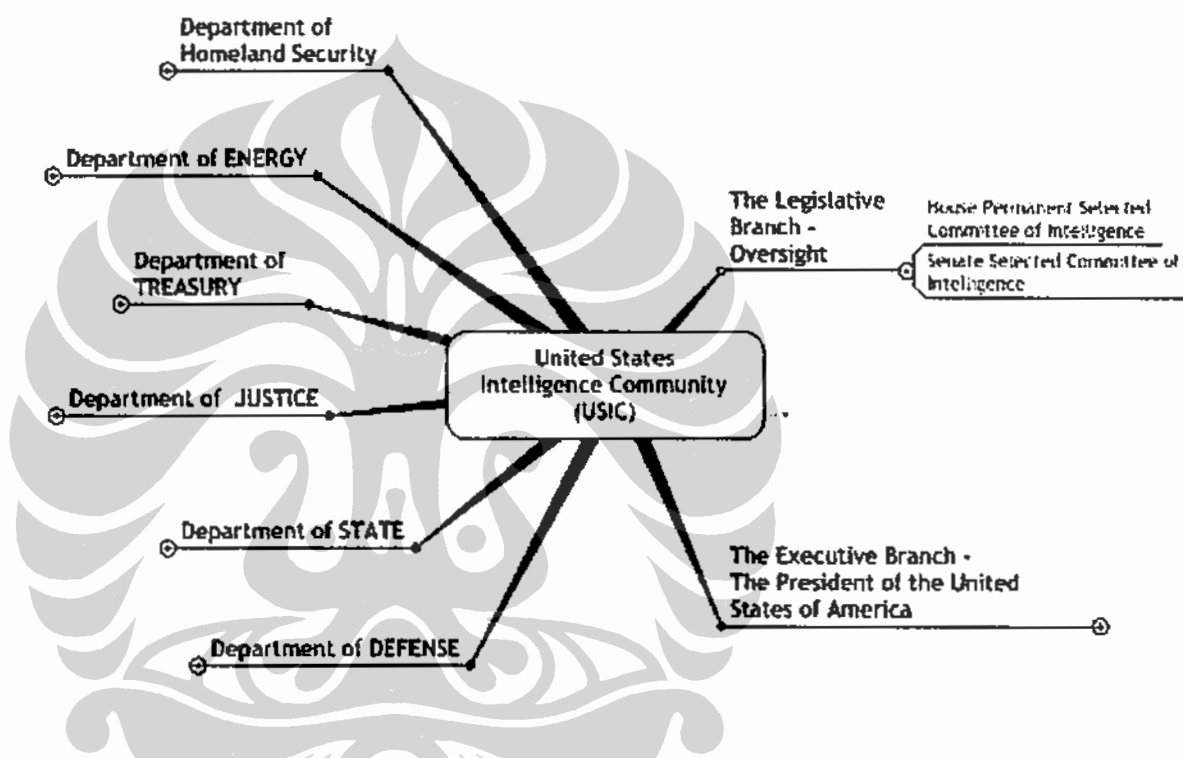 Department of
Homeland Security
Department of ENERGY
Department of
TREASURY
Department of JUSTICE
Department of STATE
Department of DEFENSE
United States
Intelligence Community
(USIC)
The Legislative
Branch -
Oversight
House Permanent Selected
Committee of Intelligence
Senate Selected Committee of
Intelligence
The Executive Branch -
The President of the United
States of America